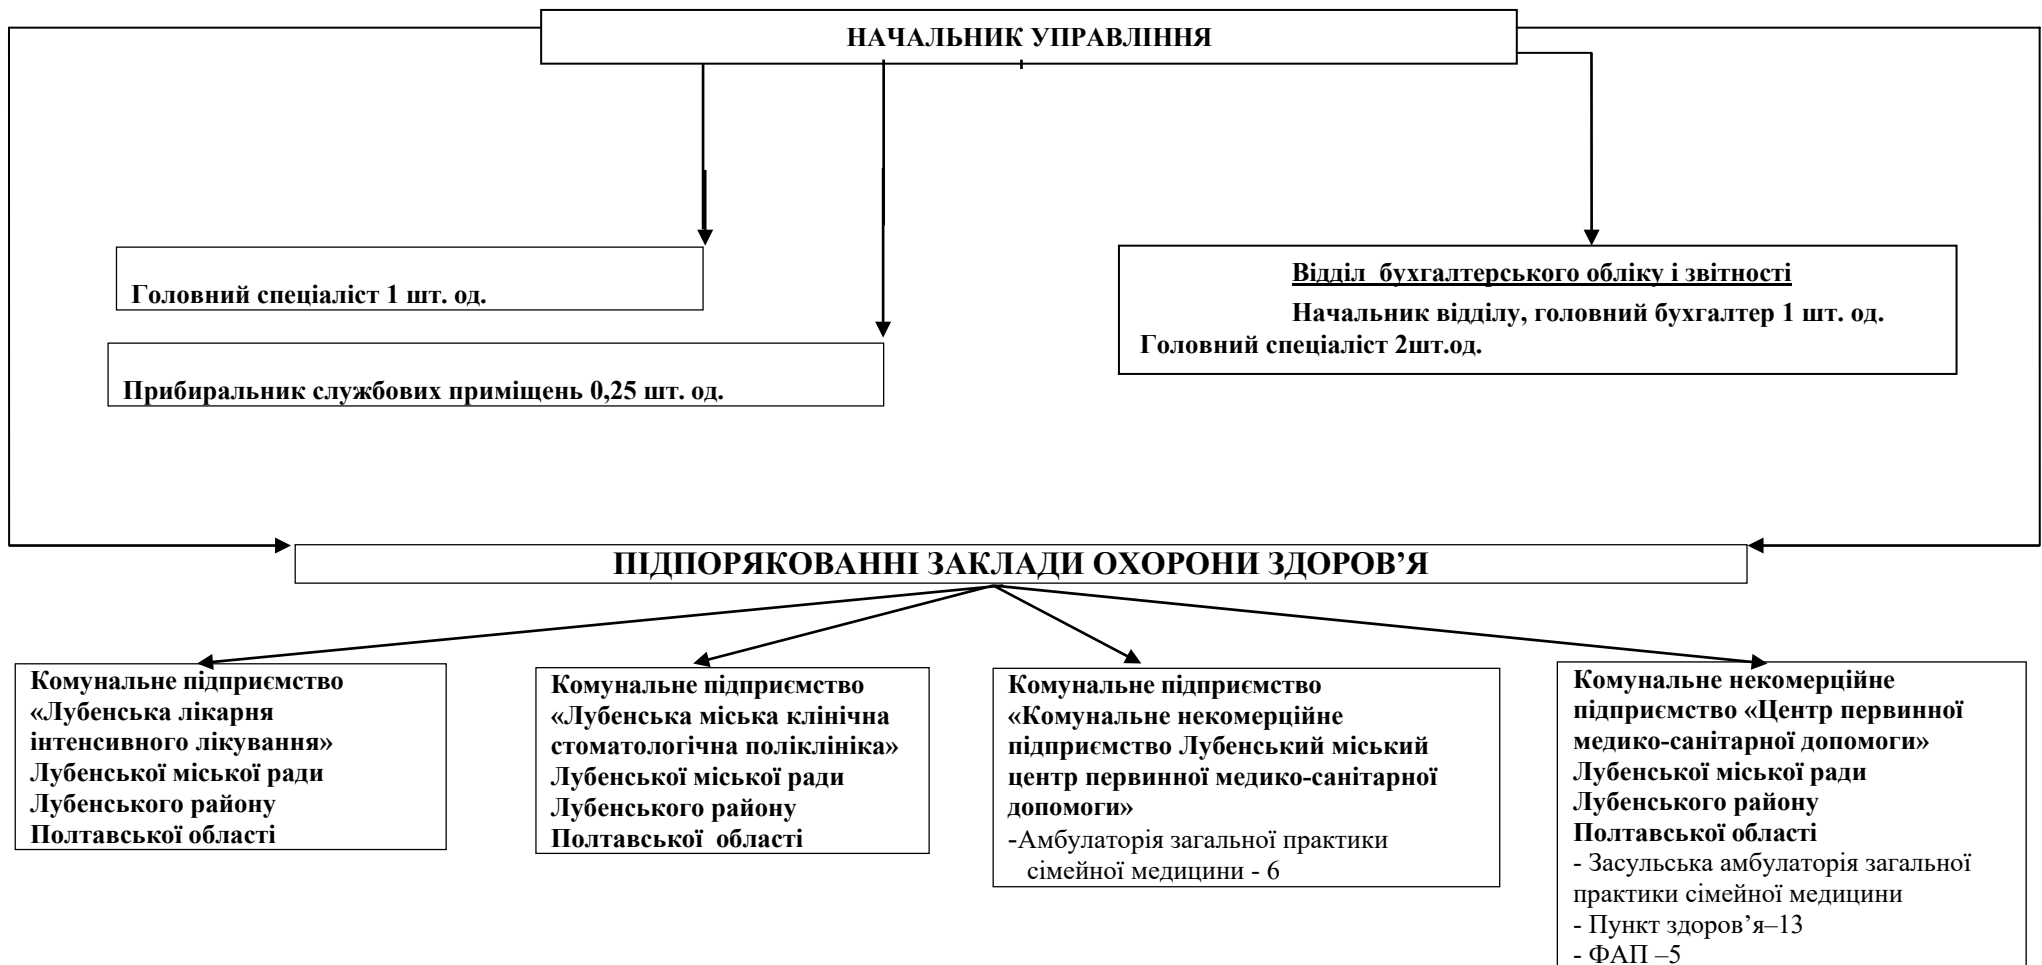 НАЧАЛЬНИК УПРАВЛІННЯ
Головний спеціаліст 1 шт. од.
Прибиральник службових приміщень 0,25 шт. од.
Відділ бухгалтерського обліку і звітності
Начальник відділу, головний бухгалтер 1 шт. од.
Головний спеціаліст 2шт.од.
ПІДПОРЯКОВАННІ ЗАКЛАДИ ОХОРОНИ ЗДОРОВ’Я
Комунальне підприємство
«Лубенська лікарня
інтенсивного лікування»
Лубенської міської ради
Лубенського району
Полтавської області
Комунальне підприємство
«Лубенська міська клінічна
стоматологічна поліклініка»
Лубенської міської ради
Лубенського району
Полтавської області
Комунальне підприємство
«Комунальне некомерційне
підприємство Лубенський міський
центр первинної медико-санітарної
допомоги»
-Амбулаторія загальної практики
сімейної медицини - 6
Комунальне некомерційне
підприємство «Центр первинної
медико-санітарної допомоги»
Лубенської міської ради
Лубенського району
Полтавської області
- Засульська амбулаторія загальної
практики сімейної медицини
- Пункт здоров’я–13
- ФАП –5